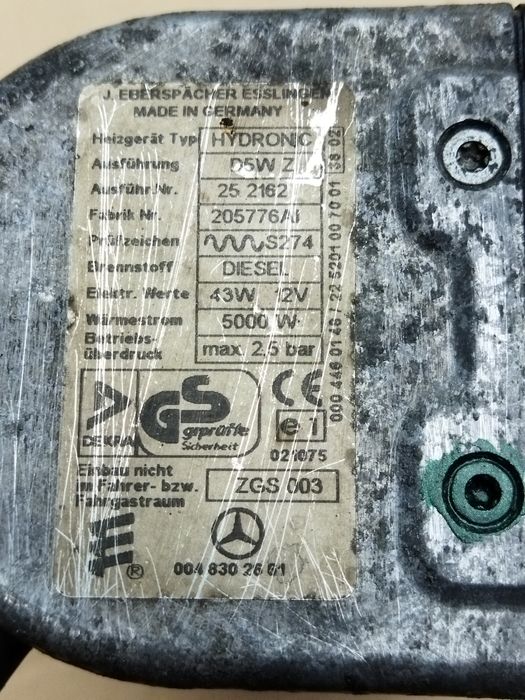 J. EBERSPÄCHER ESSLINGEN
MADE IN GERMANY
Heizgerät Typ HYDRONIC
Ausführung D5W Z
Ausführ.Nr. 25 2162
Fabrik Nr. 205776AI
Prüfzeichen S274
Brennstoff DIESEL
Elektr. Werte 43W 12V
Wärmestrom 5000 W
Betriebs-
überdruck max. 2,5 bar
DEKRA
GS
geprüfte
Sicherheit
CE
e1
021075
Einbau nicht
im Fahrer- bzw.
Fahrgastraum
ZGS 003
®
004 830